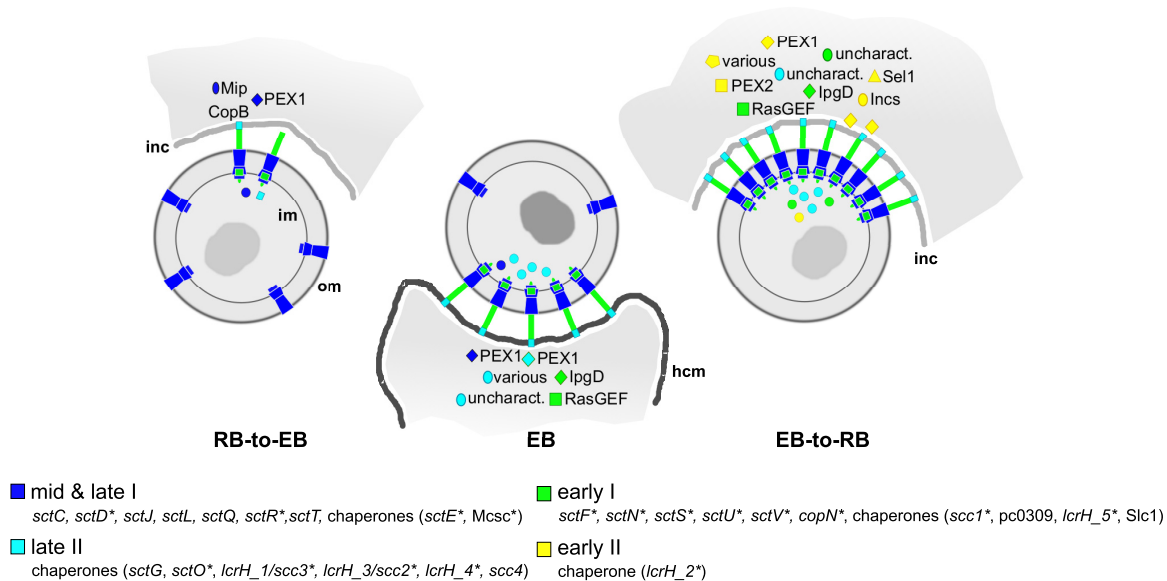 Mip
PEX1
CopB
inc
im
om
RB-to-EB
PEX1 PEX1
various IpgD
uncharact. RasGEF
hcm
EB
PEX1
various uncharact.
uncharact. Sel1
PEX2 IpgD
RasGEF Incs
inc
EB-to-RB
mid & late I
sctC, sctD*, sctJ, sctL, sctQ, sctR*,sctT, chaperones (sctE*, Mcsc*)
late II
chaperones (sctG, sctO*, lcrH_1/scc3*, lcrH_3/scc2*, lcrH_4*, scc4)
early I
sctF*, sctN*, sctS*, sctU*, sctV*, copN*, chaperones (scc1*, pc0309, lcrH_5*, Slc1)
early II
chaperone (lcrH_2*)